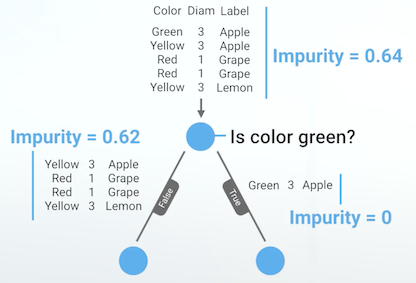 Color Diam Label
Green 3 Apple
Yellow 3 Apple
Red 1 Grape
Red 1 Grape
Yellow 3 Lemon
Impurity = 0.64
Impurity = 0.62
Is color green?
Yellow 3 Apple
Red 1 Grape
Red 1 Grape
Yellow 3 Lemon
False
True
Green 3 Apple
Impurity = 0